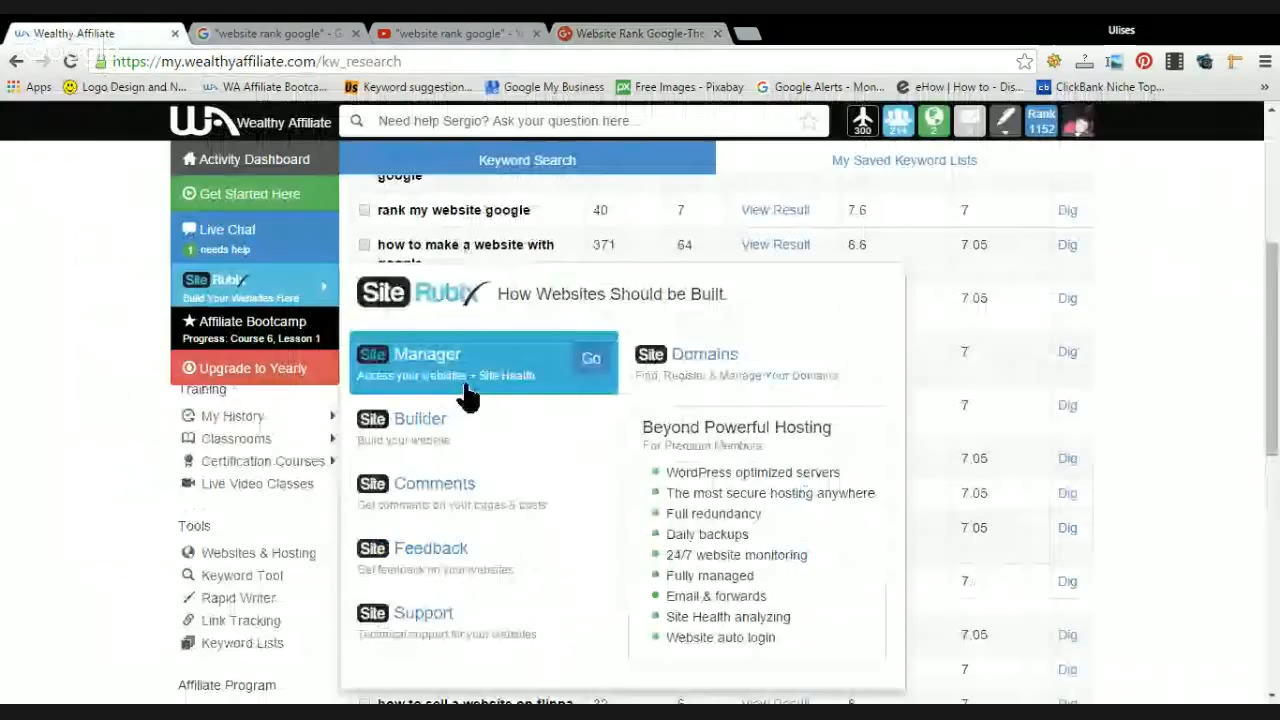 Ulises
Wealthy Affiliate
"website rank google" - G
"website rank google" -
Website Rank Google-The
https://my.wealthyaffiliate.com/kw_research
Apps
Logo Design and N...
WA Affiliate Bootca...
Keyword suggestion...
Google My Business
Free Images - Pixabay
Google Alerts - Mon...
eHow | How to - Dis...
ClickBank Niche Top...
Wealthy Affiliate
Need help Sergio? Ask your question here...
300
214
2
Rank
1152
Activity Dashboard
Get Started Here
Live Chat
1 needs help
Site Rubix
Build Your Websites Here
Affiliate Bootcamp
Progress: Course 6, Lesson 1
Upgrade to Yearly
Training
My History
Classrooms
Certification Courses
Live Video Classes
Tools
Websites & Hosting
Keyword Tool
Rapid Writer
Link Tracking
Keyword Lists
Affiliate Program
Keyword Search
My Saved Keyword Lists
google
rank my website google 40 7 View Result 7.6 7 Dig
how to make a website with 371 64 View Result 6.6 7.05 Dig
google
Site Rubix How Websites Should be Built.
Site Manager
Access your websites + Site Health
Go
Site Builder
Build your website
Site Comments
Get comments on your pages & posts
Site Feedback
Get feedback on your websites
Site Support
Technical support for your websites
Site Domains
Find, Register & Manage Your Domains
Beyond Powerful Hosting
For Premium Members
WordPress optimized servers
The most secure hosting anywhere
Full redundancy
Daily backups
24/7 website monitoring
Fully managed
Email & forwards
Site Health analyzing
Website auto login
7.05 Dig
7 Dig
7 Dig
7.05 Dig
7.05 Dig
7.05 Dig
7. Dig
7.05 Dig
7 Dig
how to sell a website on flippa